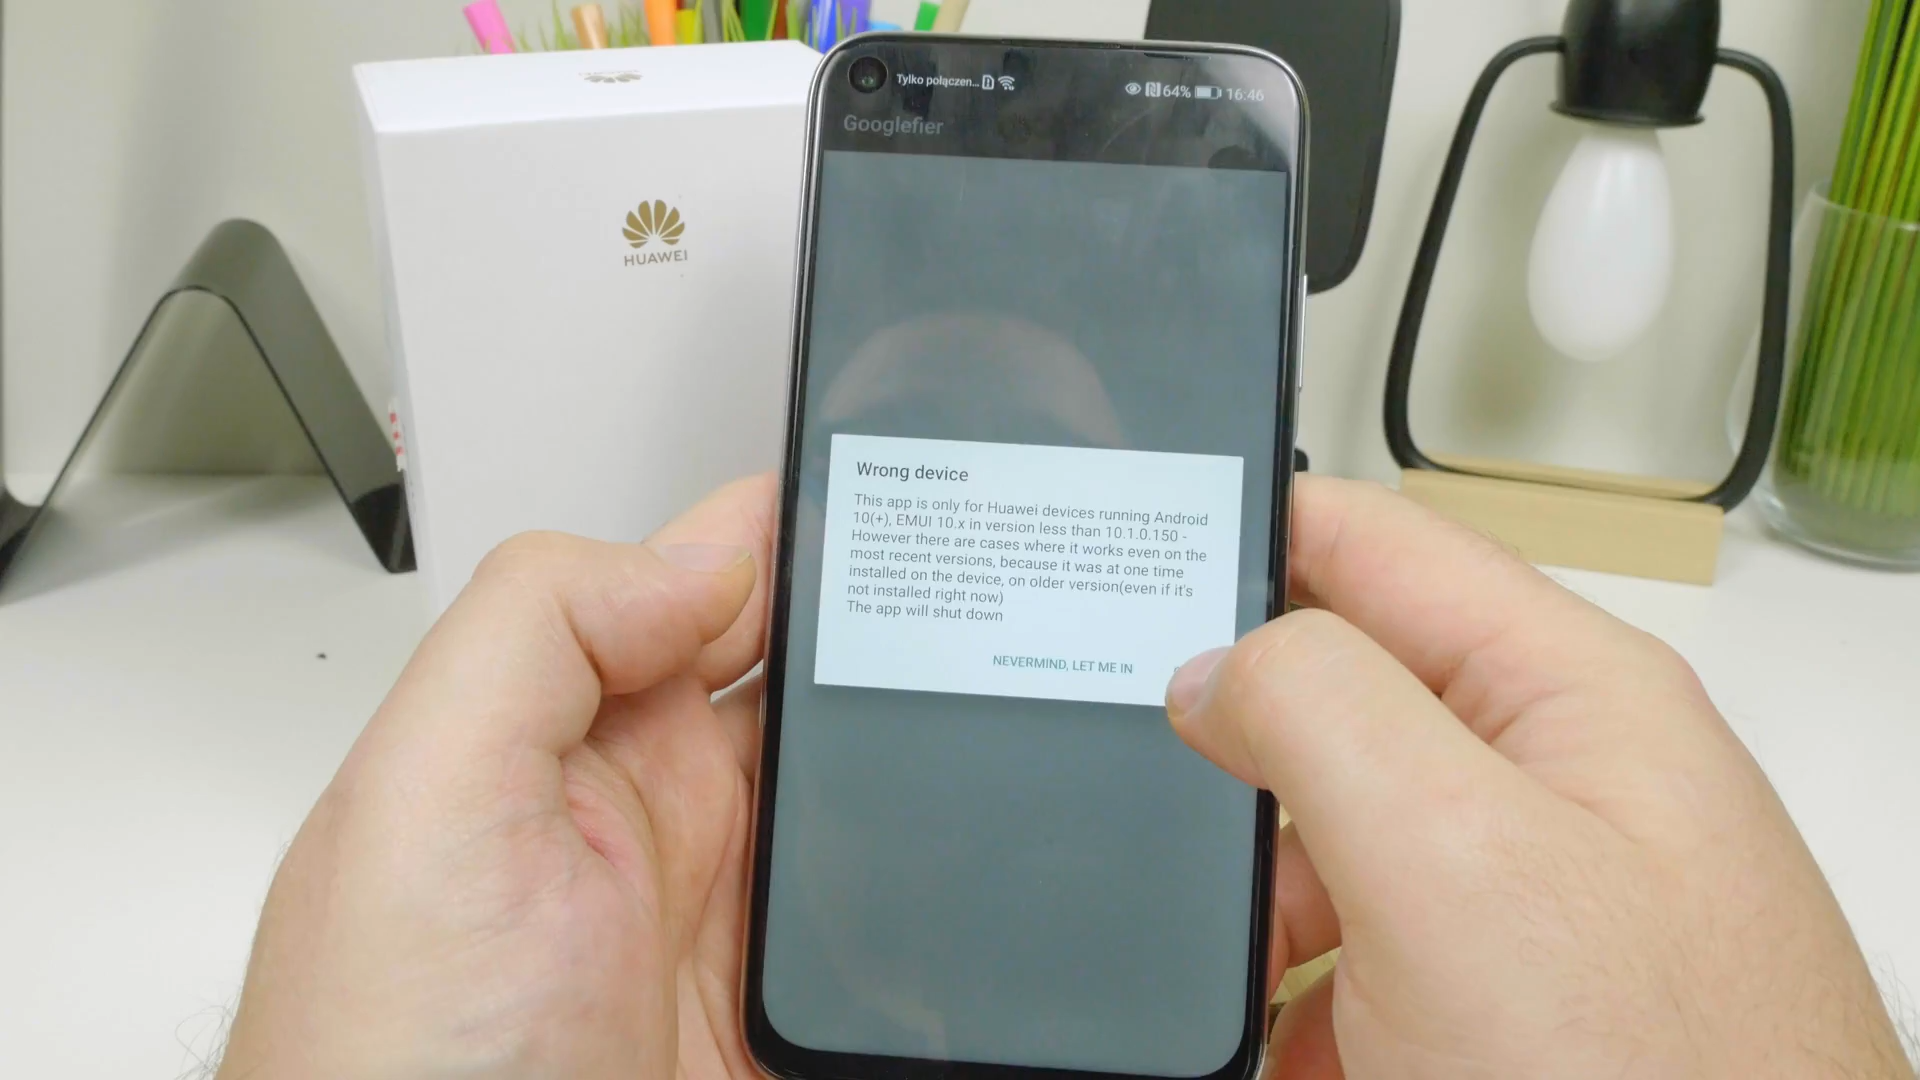 HUAWEI
Tylko połączen...
64%
16:46
Googlefier
Wrong device
This app is only for Huawei devices running Android
10(+), EMUI 10.x in version less than 10.1.0.150 -
However there are cases where it works even on the
most recent versions, because it was at one time
installed on the device, on older version(even if it's
not installed right now)
The app will shut down
NEVERMIND, LET ME IN